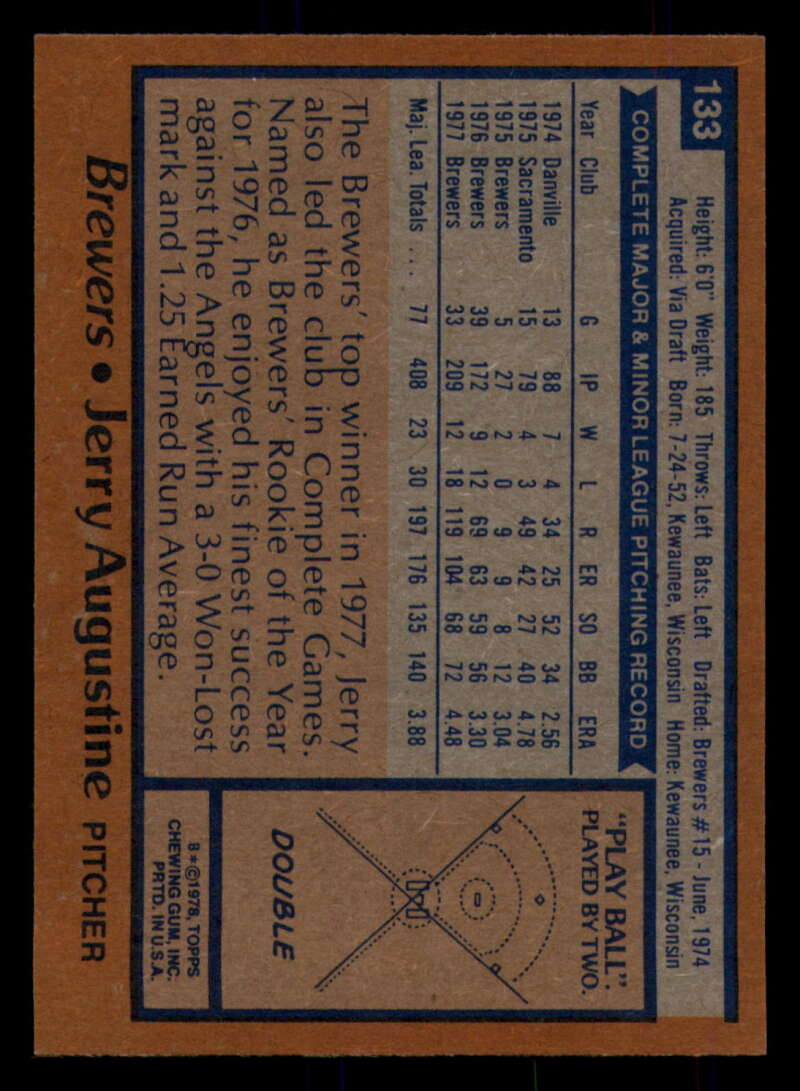 133
Height: 6'0" Weight: 185 Throws: Left Bats: Left Drafted: Brewers #15 - June, 1974
Acquired: Via Draft Born: 7-24-52, Kewaunee, Wisconsin Home: Kewaunee, Wisconsin
COMPLETE MAJOR & MINOR LEAGUE PITCHING RECORD
Year Club G IP W L R ER SO BB ERA
1974 Danville 13 88 7 4 34 25 52 34 2.56
1975 Sacramento 15 79 4 3 49 42 27 40 4.78
1975 Brewers 5 27 2 0 9 9 8 12 3.04
1976 Brewers 39 172 9 12 69 63 59 56 3.30
1977 Brewers 33 209 12 18 119 104 68 72 4.48
Maj. Lea. Totals ... 77 408 23 30 197 176 135 140 3.88
The Brewers' top winner in 1977, Jerry
also led the club in Complete Games.
Named as Brewers' Rookie of the Year
for 1976, he enjoyed his finest success
against the Angels with a 3-0 Won-Lost
mark and 1.25 Earned Run Average.
"PLAY BALL".
PLAYED BY TWO.
DOUBLE
B*©1978, TOPPS
CHEWING GUM, INC.
PRTD. IN U.S.A.
Brewers • Jerry Augustine PITCHER